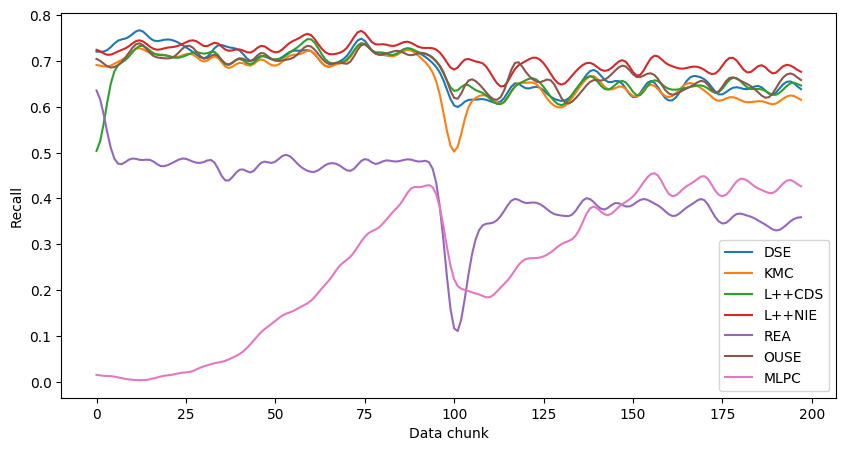 0.8
0.7
0.6
0.5
0.4
0.3
0.2
0.1
0.0
Recall
0 25 50 75 100 125 150 175 200
Data chunk
DSE
KMC
L++CDS
L++NIE
REA
OUSE
MLPC